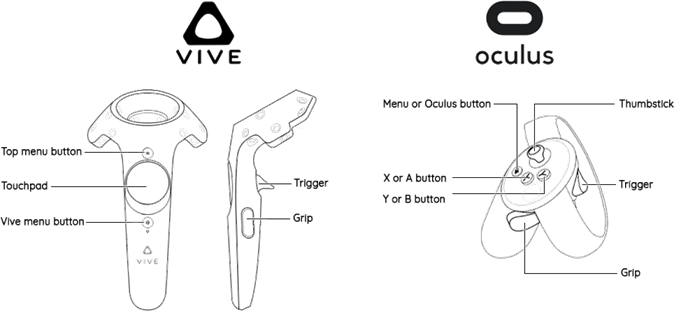 VIVE
oculus
Top menu button
Touchpad
Vive menu button
VIVE
Trigger
Grip
Menu or Oculus button
Thumbstick
X or A button
Y or B button
Trigger
Grip